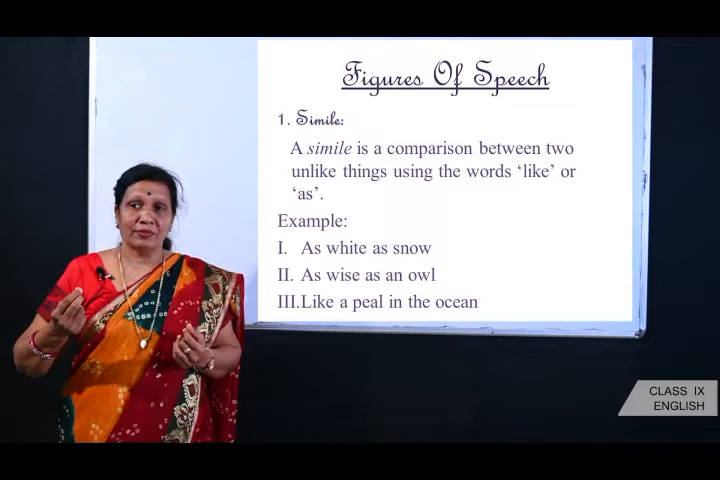 Figures Of Speech
1. Simile:
A simile is a comparison between two
unlike things using the words ‘like’ or
‘as’.
Example:
I. As white as snow
II. As wise as an owl
III.Like a peal in the ocean
CLASS IX
ENGLISH